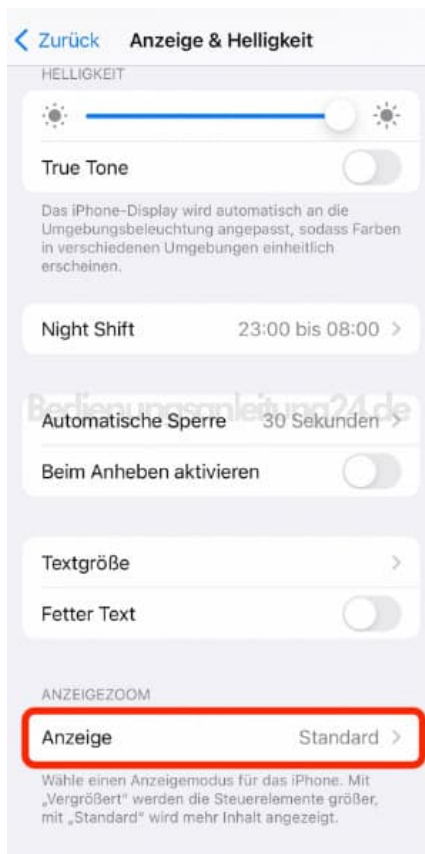 Zurück Anzeige & Helligkeit
HELLIGKEIT
True Tone
Das iPhone-Display wird automatisch an die
Umgebungsbeleuchtung angepasst, sodass Farben
in verschiedenen Umgebungen einheitlich
erscheinen.
Night Shift 23:00 bis 08:00
Bedienungsanleitung24.de
Automatische Sperre 30 Sekunden
Beim Anheben aktivieren
Textgröße
Fetter Text
ANZEIGEZOOM
Anzeige Standard
Wähle einen Anzeigemodus für das iPhone. Mit
„Vergrößert“ werden die Steuerelemente größer,
mit „Standard“ wird mehr Inhalt angezeigt.